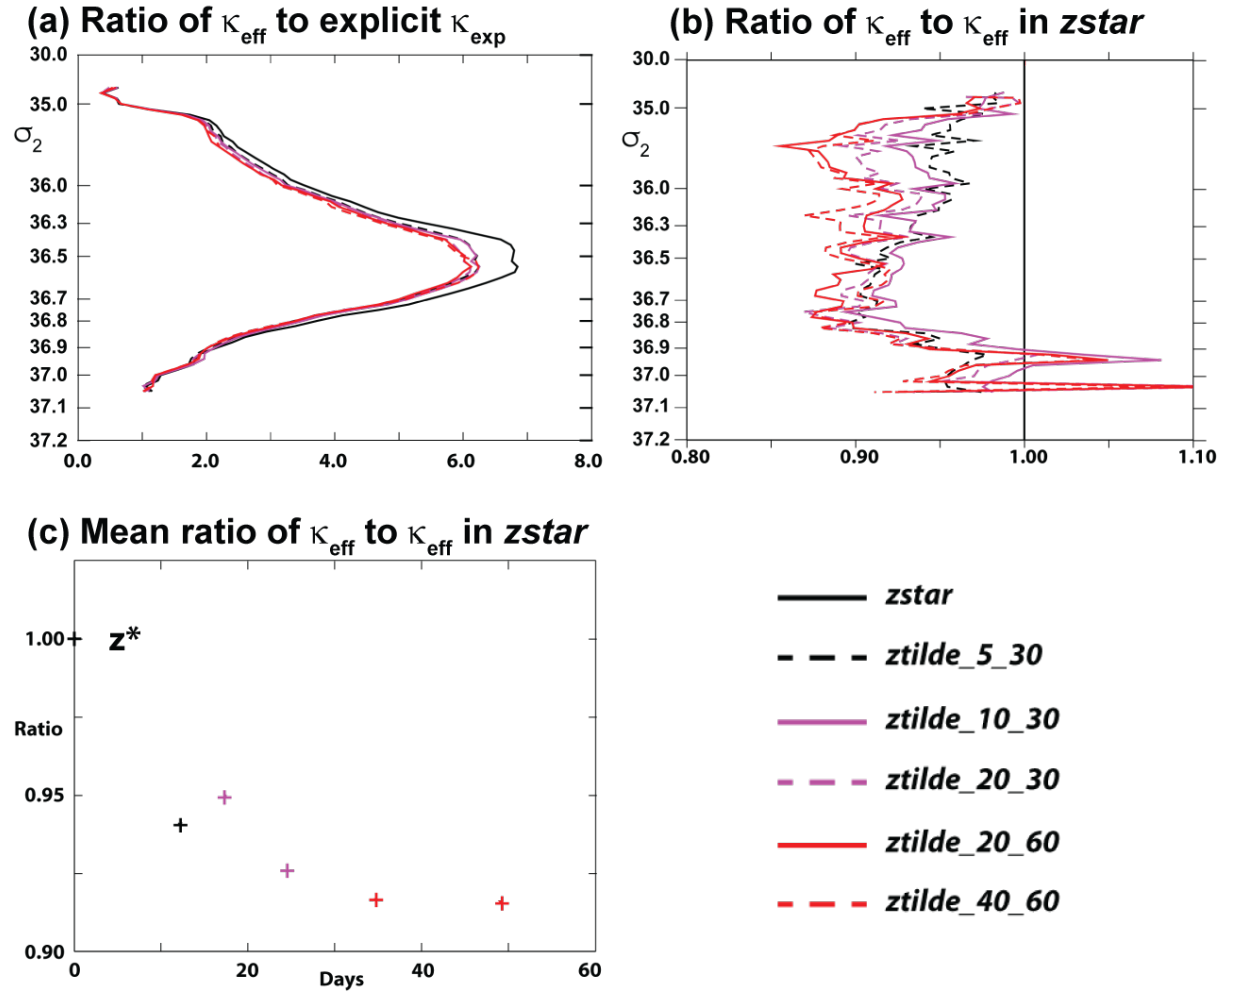 (a) Ratio of κeff to explicit κexp
30.0
35.0
σ2
36.0
36.3
36.5
36.7
36.8
36.9
37.0
37.1
37.2
0.0 2.0 4.0 6.0 8.0
(b) Ratio of κeff to κeff in zstar
30.0
35.0
σ2
36.0
36.3
36.5
36.7
36.8
36.9
37.0
37.1
37.2
0.80 0.90 1.00 1.10
(c) Mean ratio of κeff to κeff in zstar
1.00
z*
Ratio
0.95
0.90
0 20 40 60
Days
zstar
ztilde_5_30
ztilde_10_30
ztilde_20_30
ztilde_20_60
ztilde_40_60